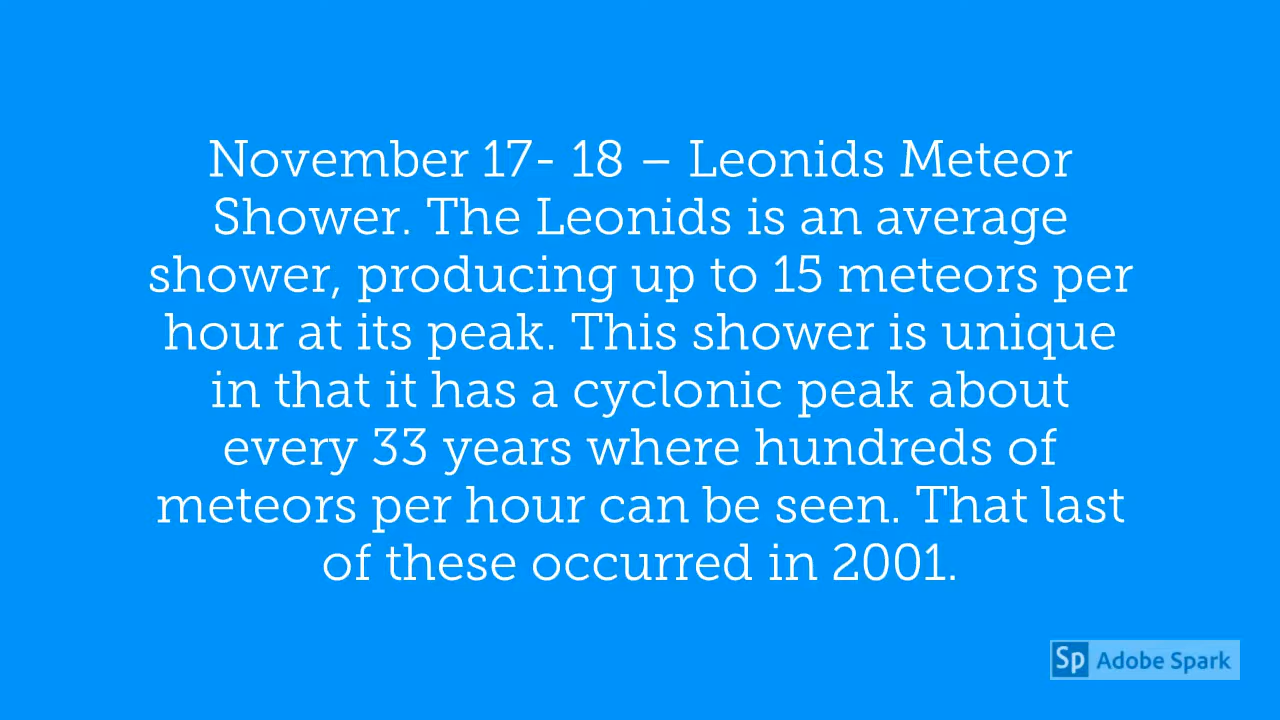 November 17- 18 – Leonids Meteor
Shower. The Leonids is an average
shower, producing up to 15 meteors per
hour at its peak. This shower is unique
in that it has a cyclonic peak about
every 33 years where hundreds of
meteors per hour can be seen. That last
of these occurred in 2001.
Sp Adobe Spark